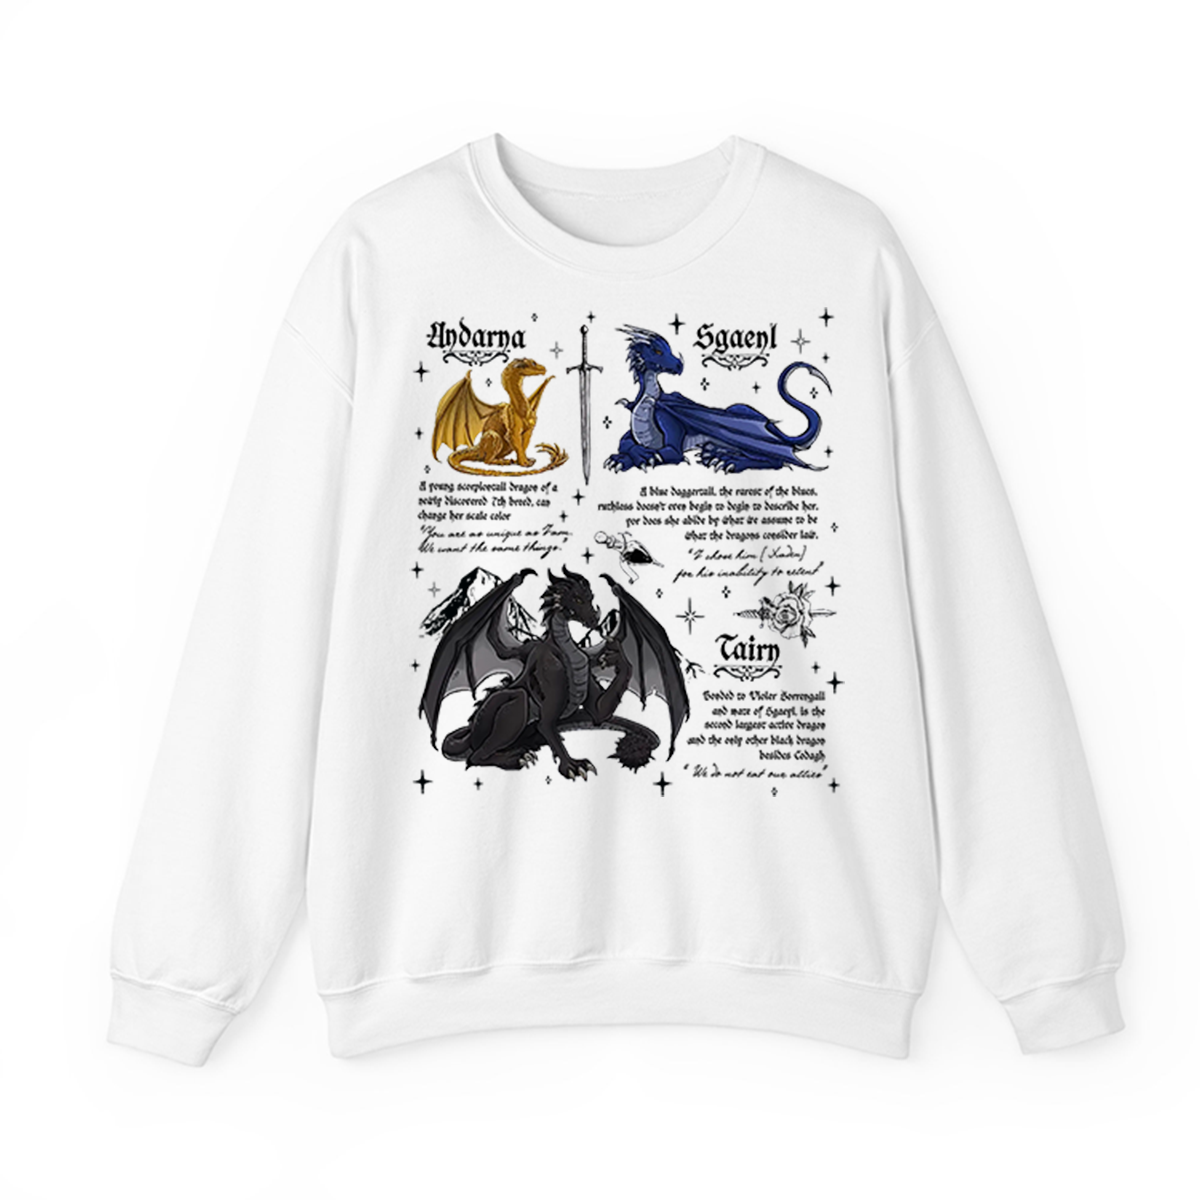 Andarna
A young scorpiontail dragon of a
newly discovered 7th breed, can
change her scale color
"You are as unique as I am.
We want the same things."
Sgaeyl
A blue daggertail, the rarest of the blues,
ruthless doesn't even begin to degin to describe her,
nor does she abide by what we assume to be
what the dragons consider law.
"I chose him [Xaden]
for his inability to relent"
Tairn
Bonded to Violet Sorrengail
and mate of Sgaeyl, is the
second largest active dragon
and the only other black dragon
besides Codagh
"We do not eat our allies"